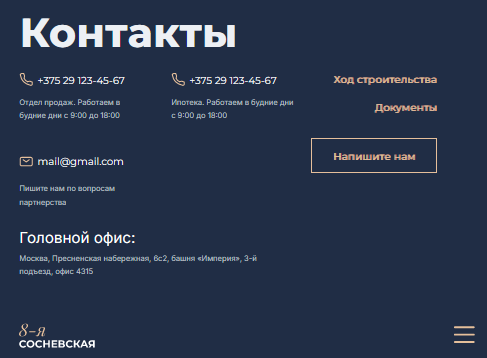 Контакты
+375 29 123-45-67
Отдел продаж. Работаем в
будние дни с 9:00 до 18:00
+375 29 123-45-67
Ипотека. Работаем в будние дни
с 9:00 до 18:00
Ход строительства
Документы
Напишите нам
mail@gmail.com
Пишите нам по вопросам
партнерства
Головной офис:
Москва, Пресненская набережная, 6с2, башня «Империя», 3-й
подъезд, офис 4315
8-я
СОСНЕВСКАЯ